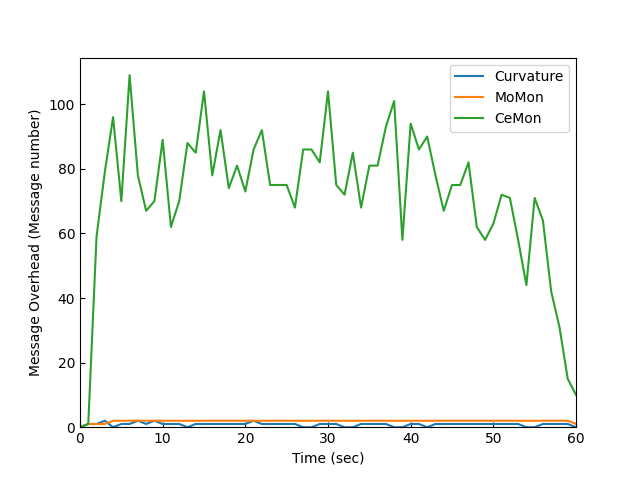 Curvature
MoMon
CeMon
Message Overhead (Message number)
100
80
60
40
20
0
0 10 20 30 40 50 60
Time (sec)